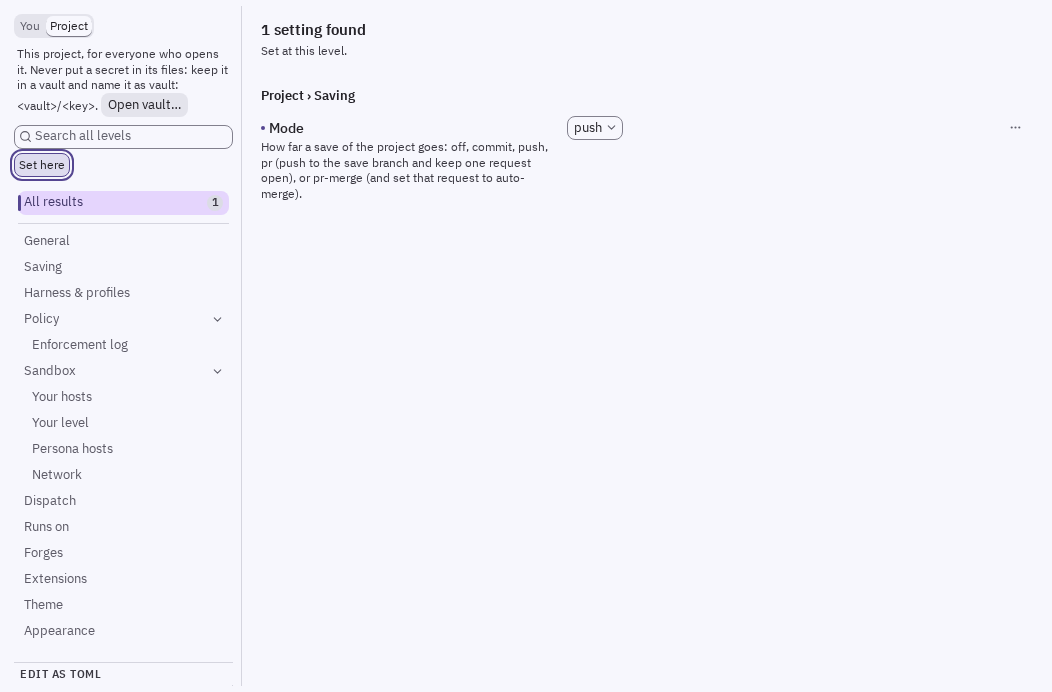 You Project
This project, for everyone who opens
it. Never put a secret in its files: keep it
in a vault and name it as vault:
<vault>/<key>. Open vault...
Search all levels
Set here
All results 1
General
Saving
Harness & profiles
Policy
Enforcement log
Sandbox
Your hosts
Your level
Persona hosts
Network
Dispatch
Runs on
Forges
Extensions
Theme
Appearance
EDIT AS TOML
1 setting found
Set at this level.
Project › Saving
Mode
How far a save of the project goes: off, commit, push,
pr (push to the save branch and keep one request
open), or pr-merge (and set that request to auto-
merge).
push